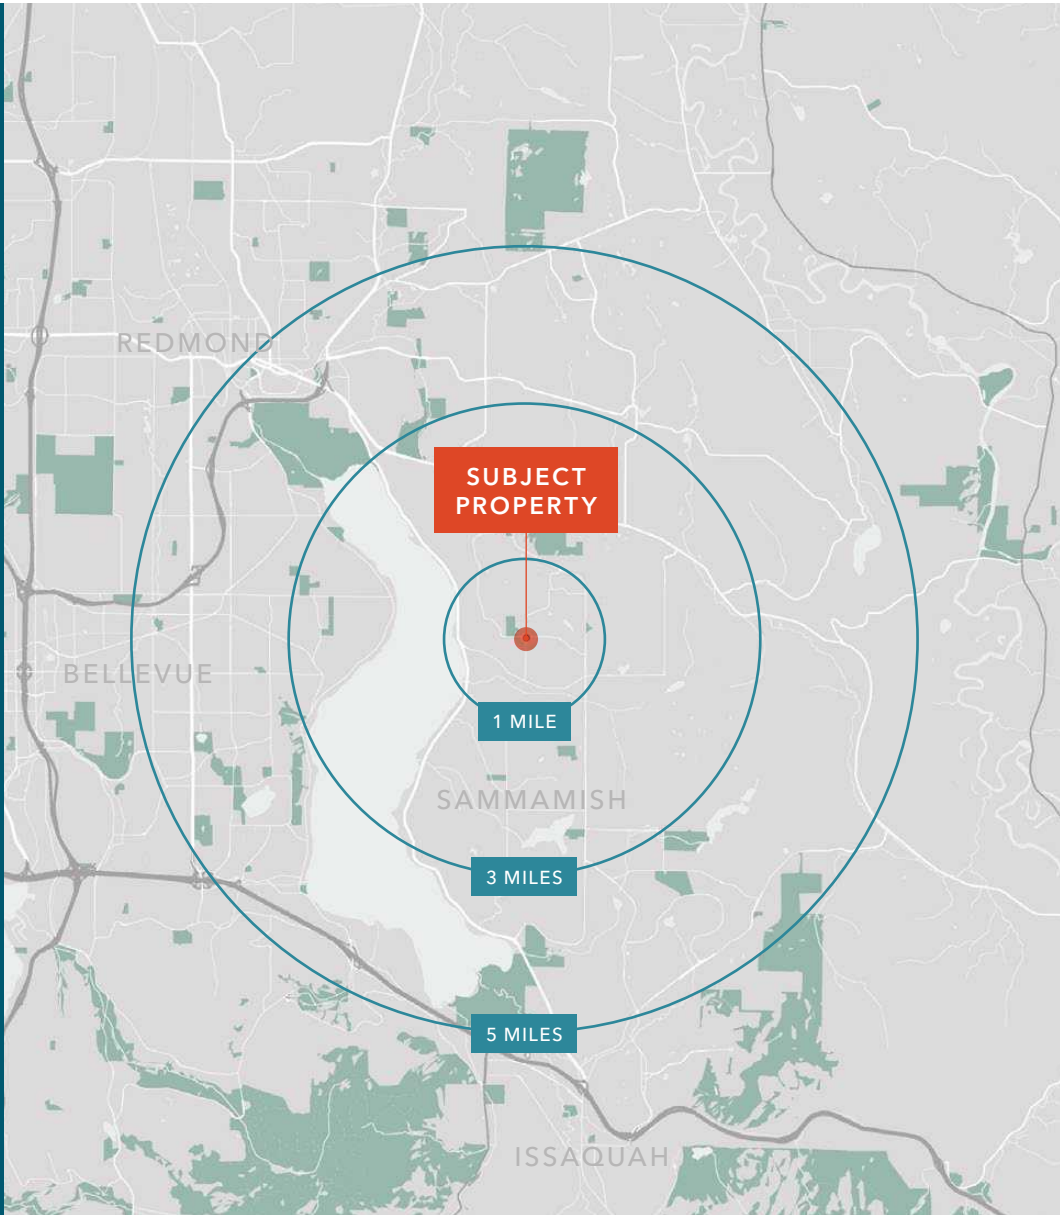 REDMOND
SUBJECT
PROPERTY
BELLEVUE
1 MILE
SAMMAMISH
3 MILES
5 MILES
ISSAQUAH